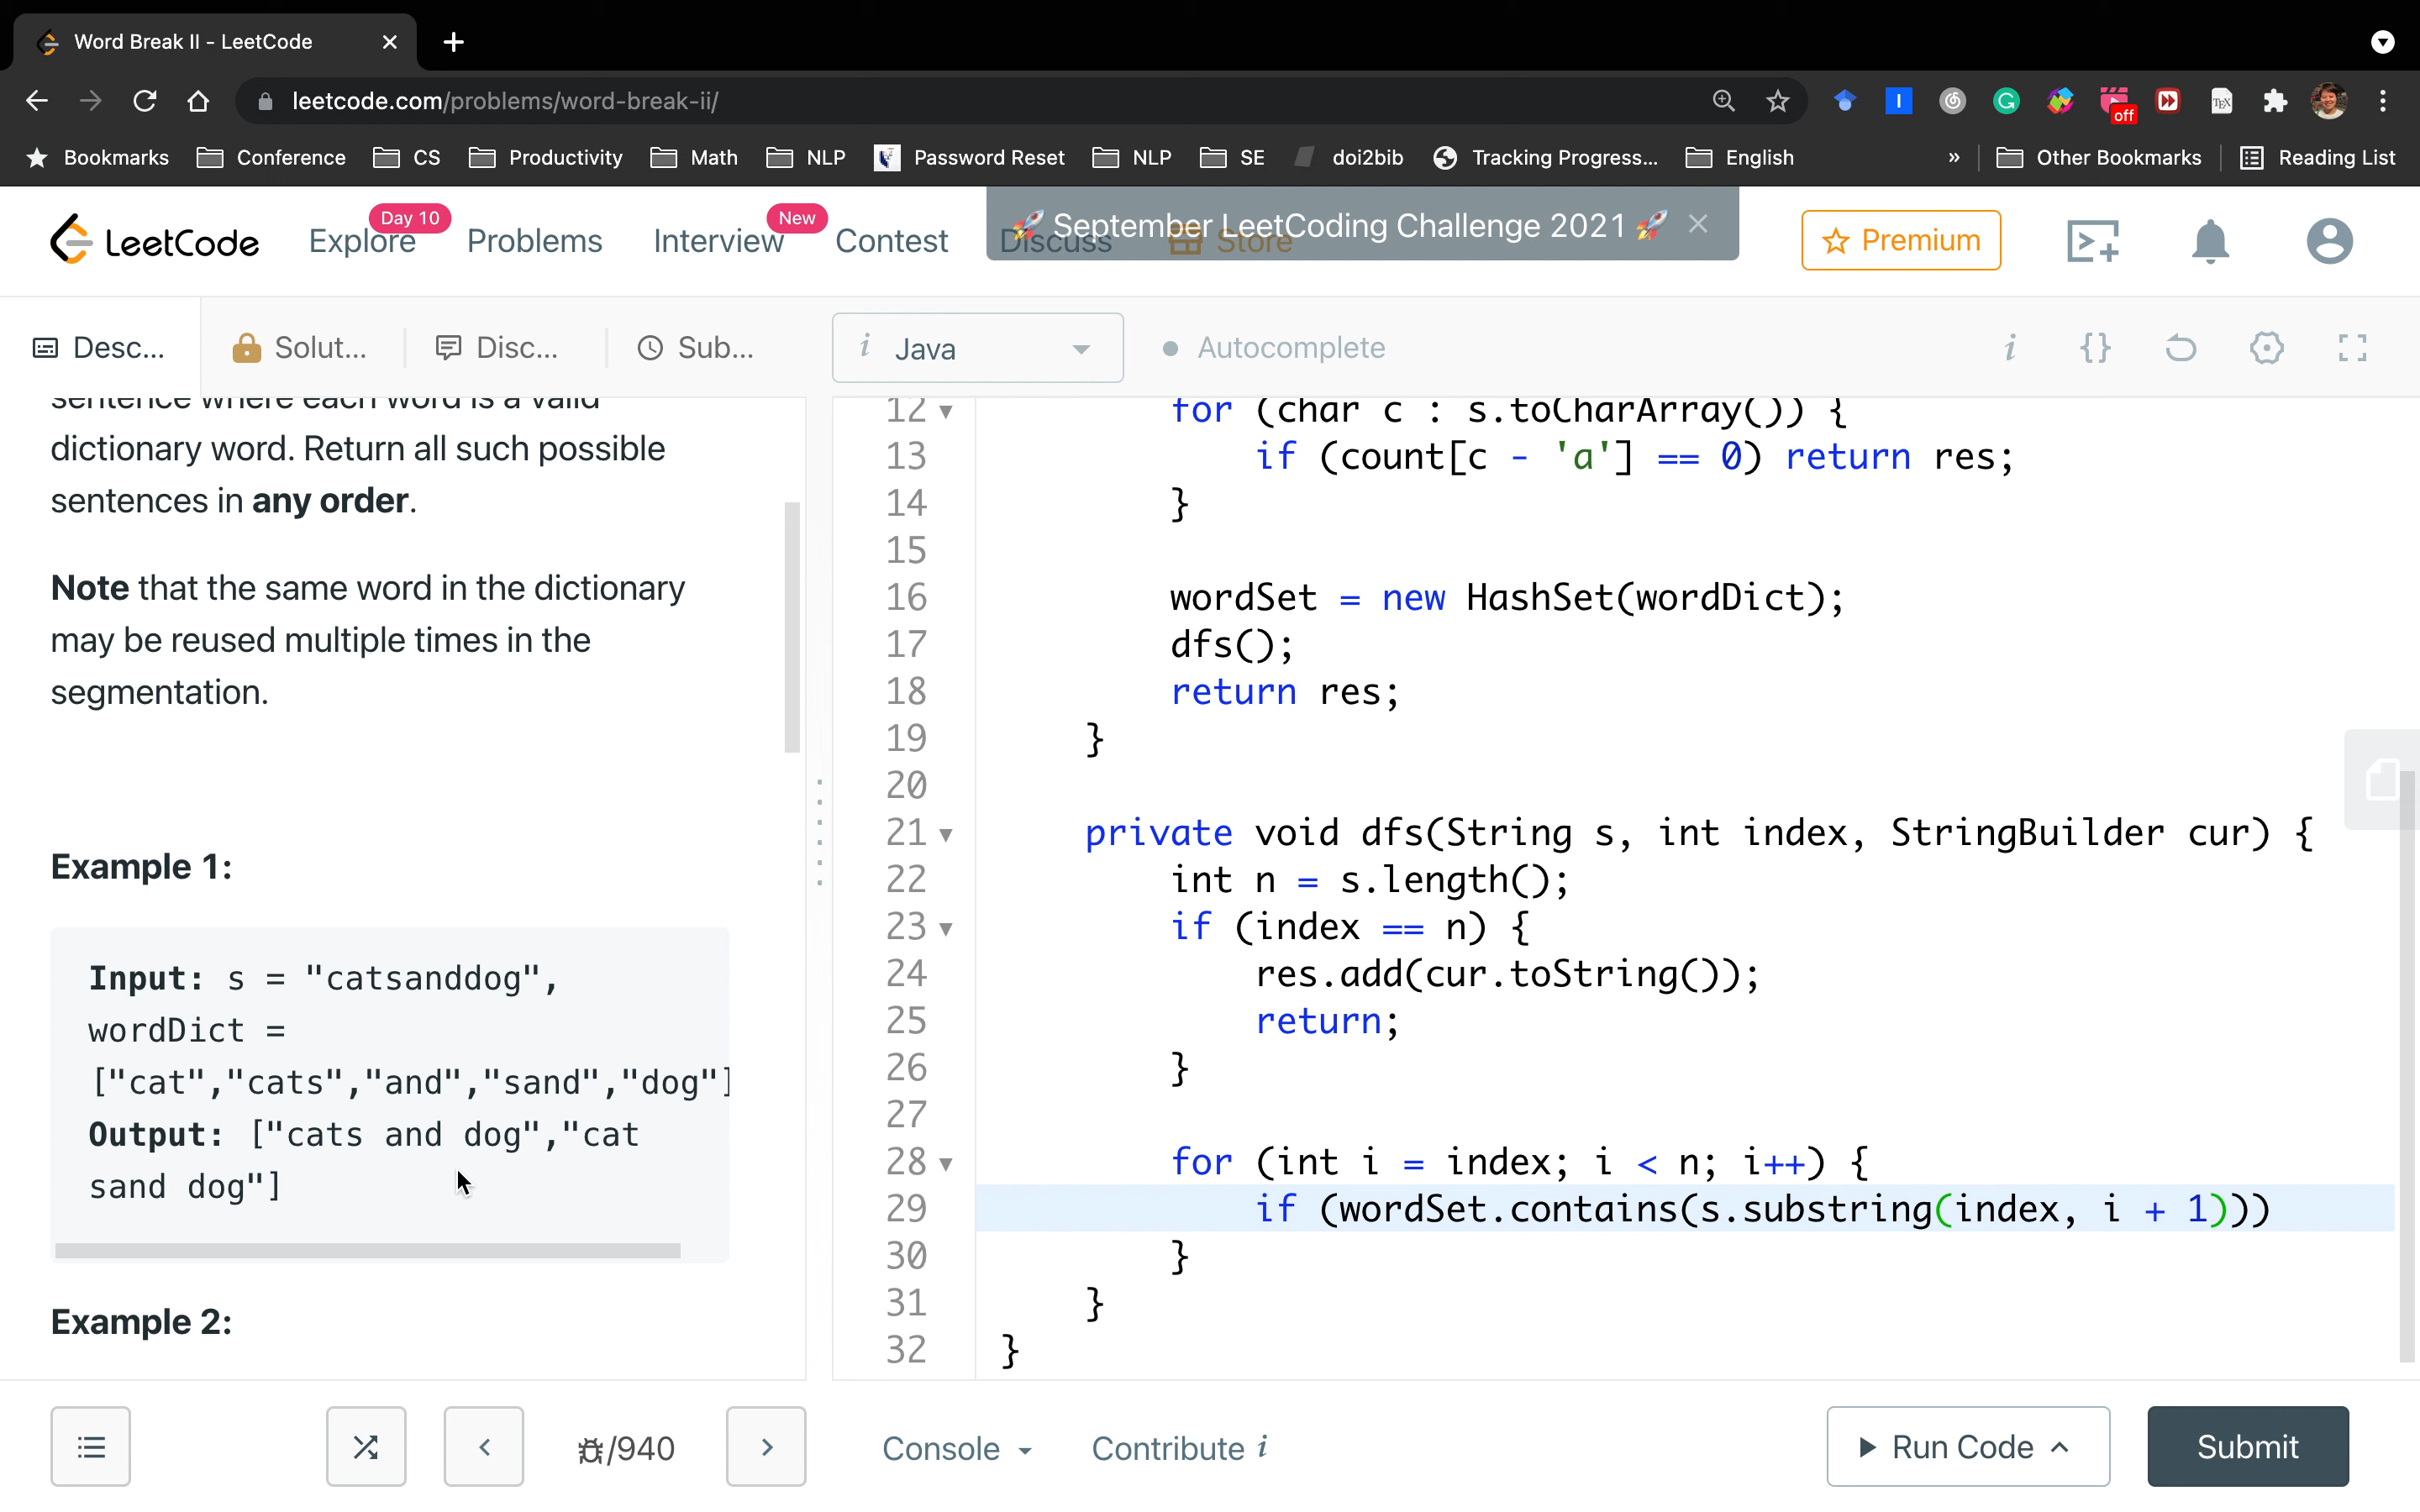 Word Break II - LeetCode
leetcode.com/problems/word-break-ii/
off
Bookmarks Conference CS Productivity Math NLP Password Reset NLP SE doi2bib Tracking Progress... English » Other Bookmarks Reading List
LeetCode Explore Day 10 Problems Interview New Contest Discuss Store Premium
🚀 September LeetCoding Challenge 2021 🚀
Desc... Solut... Disc... Sub...
i Java Autocomplete i {}
sentence where each word is a valid
dictionary word. Return all such possible
sentences in any order.
Note that the same word in the dictionary
may be reused multiple times in the
segmentation.
Example 1:
Input: s = "catsanddog",
wordDict =
["cat","cats","and","sand","dog"]
Output: ["cats and dog","cat
sand dog"]
Example 2:
12 for (char c : s.toCharArray()) {
13 if (count[c - 'a'] == 0) return res;
14 }
15
16 wordSet = new HashSet(wordDict);
17 dfs();
18 return res;
19 }
20
21 private void dfs(String s, int index, StringBuilder cur) {
22 int n = s.length();
23 if (index == n) {
24 res.add(cur.toString());
25 return;
26 }
27
28 for (int i = index; i < n; i++) {
29 if (wordSet.contains(s.substring(index, i + 1)))
30 }
31 }
32 }
/940
Console Contribute i Run Code Submit